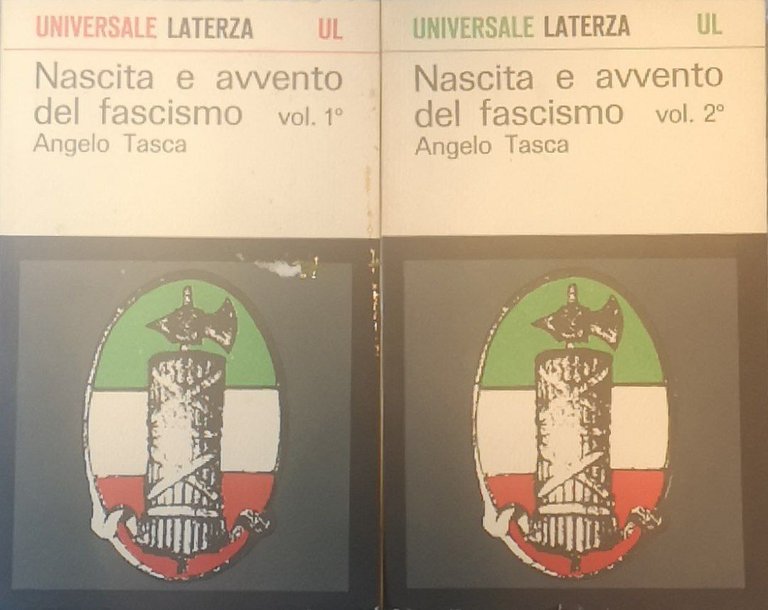 UNIVERSALE LATERZA UL
Nascita e avvento
del fascismo vol. 1°
Angelo Tasca
UNIVERSALE LATERZA UL
Nascita e avvento
del fascismo vol. 2°
Angelo Tasca